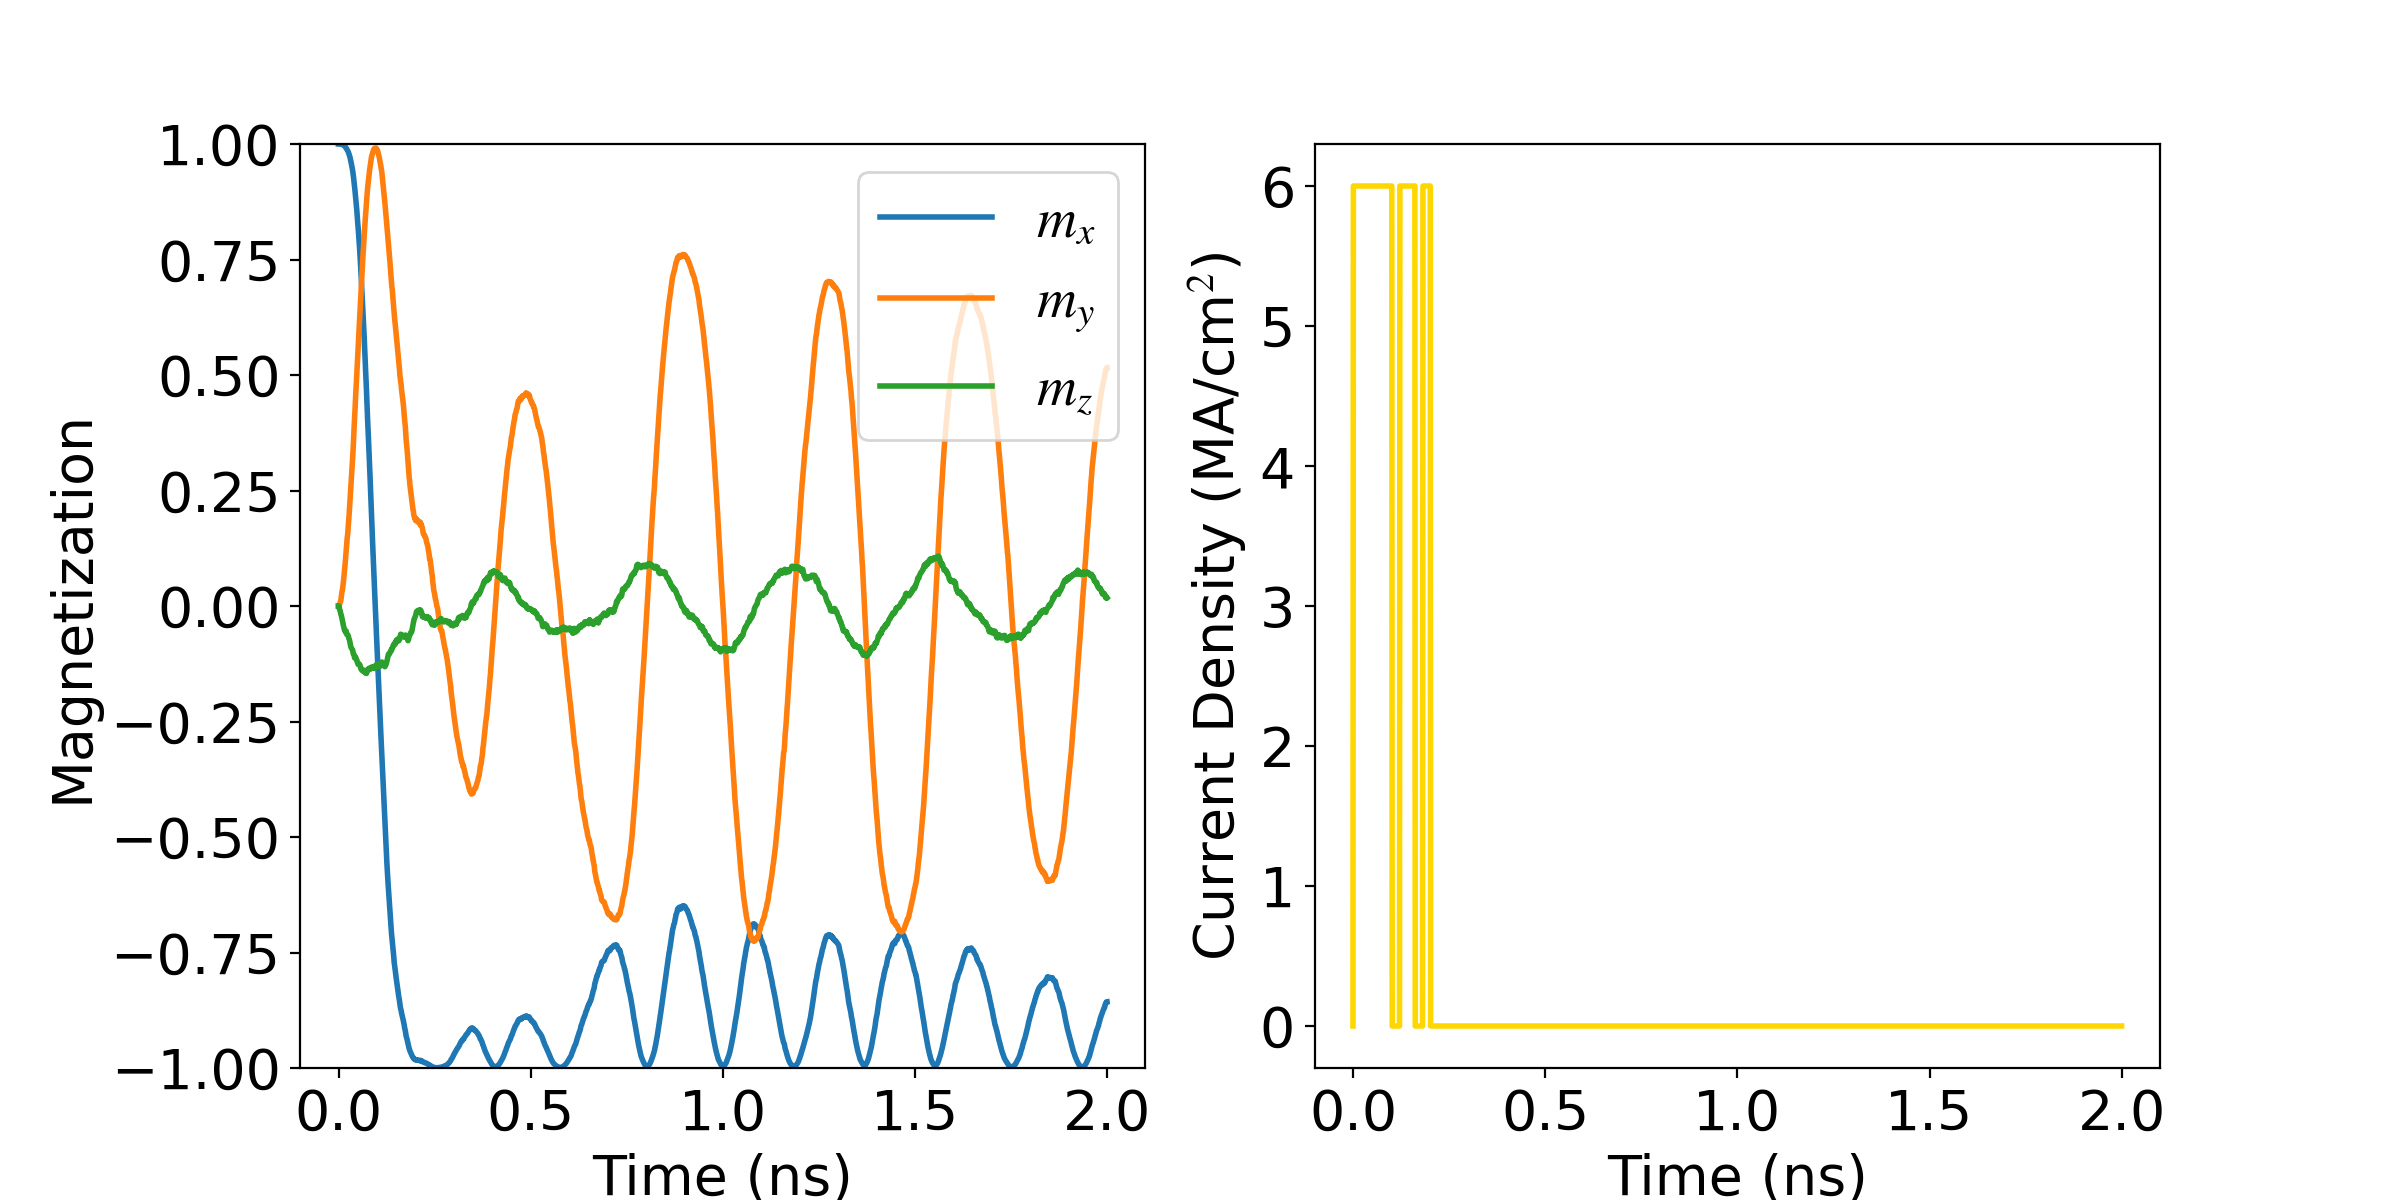 Magnetization
1.00
0.75
0.50
0.25
0.00
−0.25
−0.50
−0.75
−1.00
0.0 0.5 1.0 1.5 2.0
Time (ns)
m_x
m_y
m_z
Current Density (MA/cm²)
6
5
4
3
2
1
0
0.0 0.5 1.0 1.5 2.0
Time (ns)